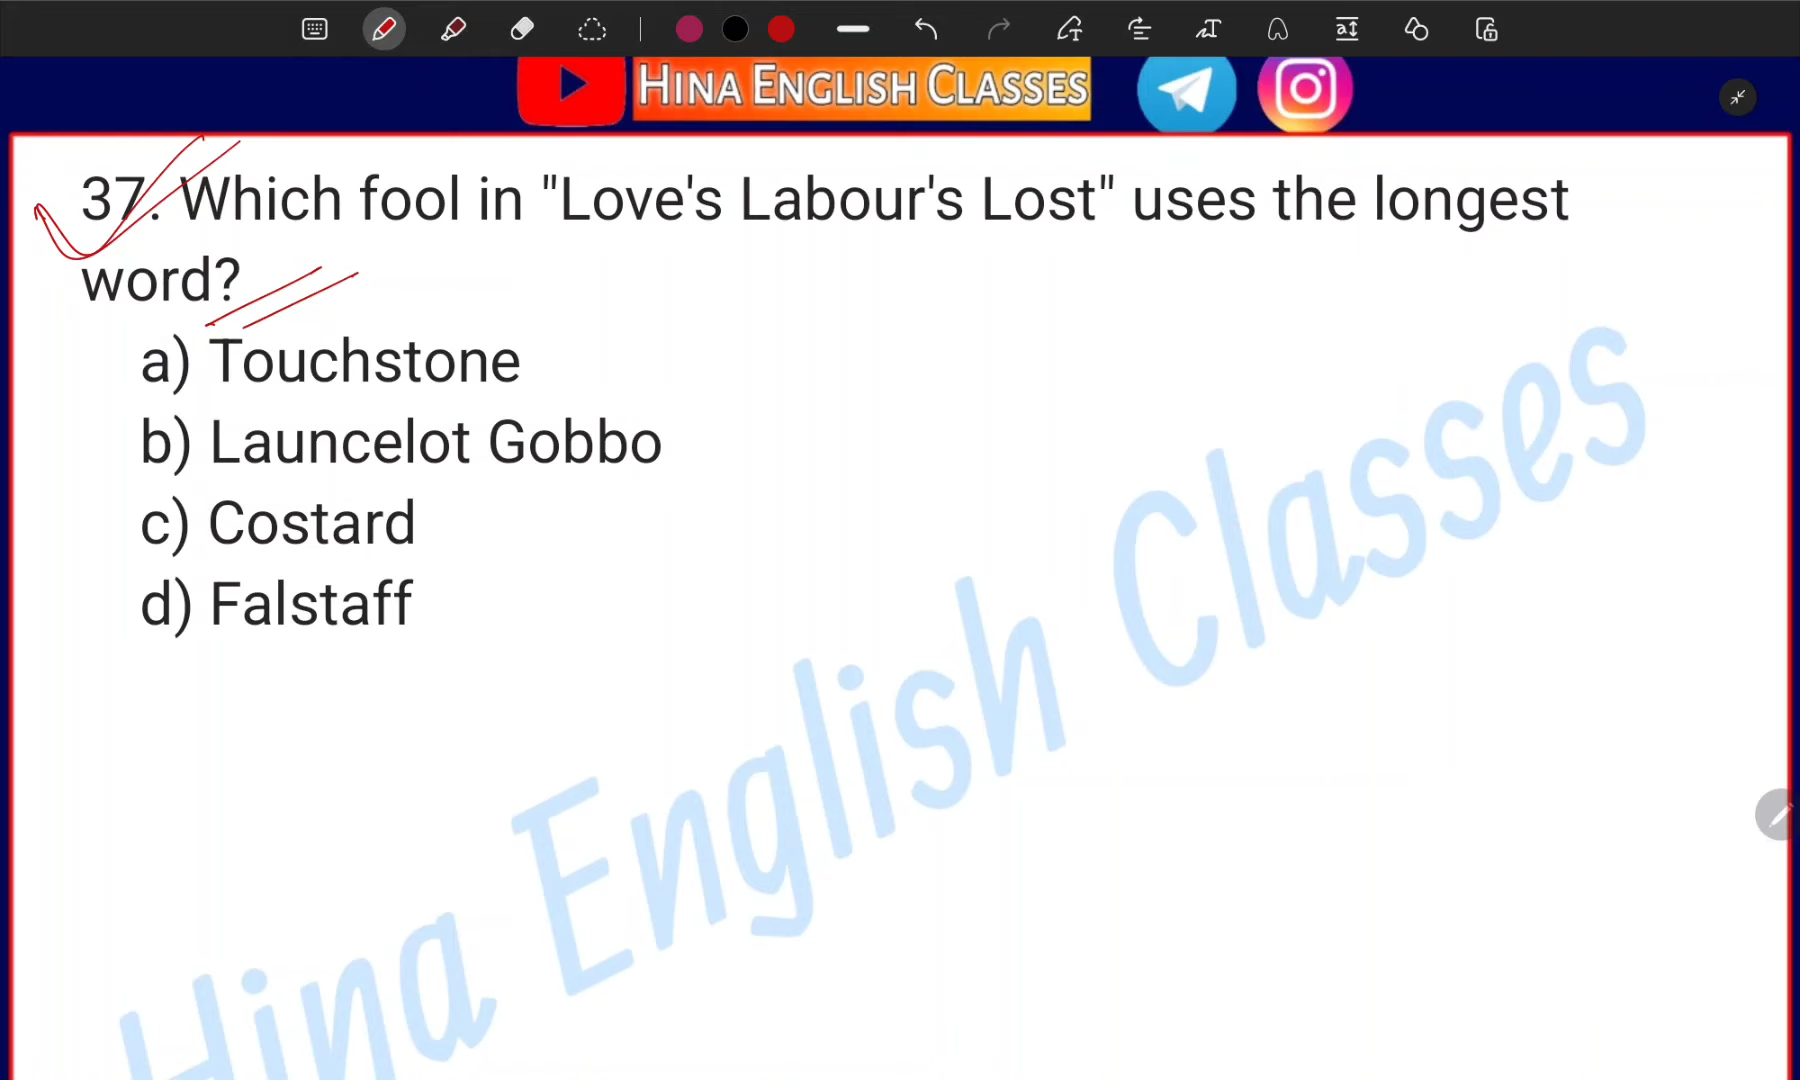 HINA ENGLISH CLASSES
37. Which fool in "Love's Labour's Lost" uses the longest
word?
a) Touchstone
b) Launcelot Gobbo
c) Costard
d) Falstaff
Hina English Classes